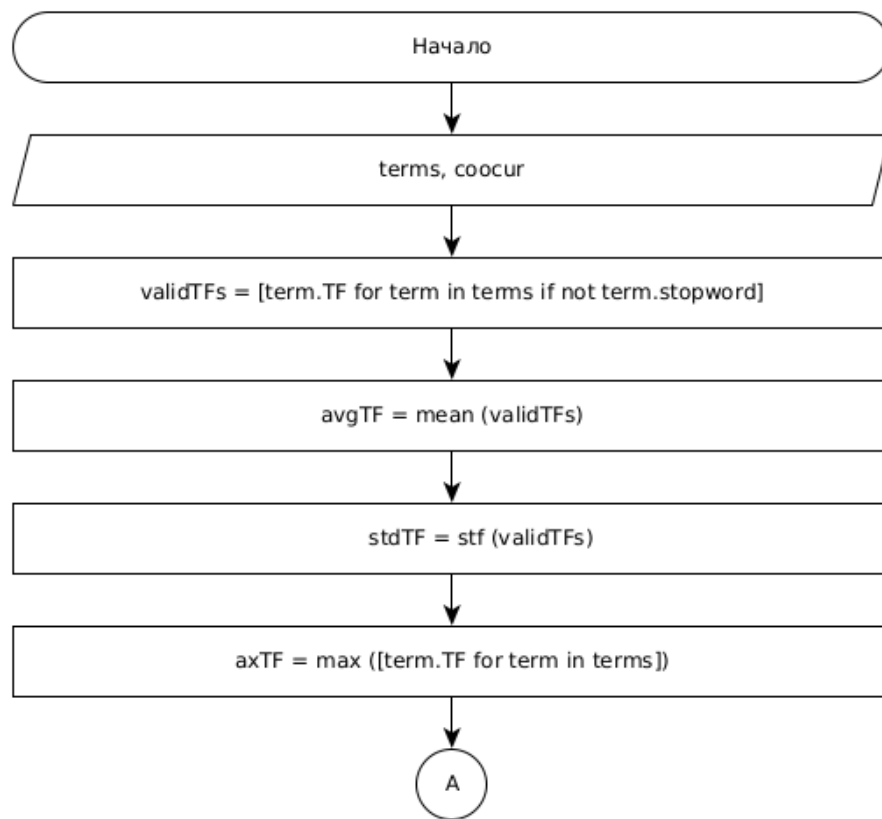 Начало
terms, coocur
validTFs = [term.TF for term in terms if not term.stopword]
avgTF = mean (validTFs)
stdTF = stf (validTFs)
axTF = max ([term.TF for term in terms])
A